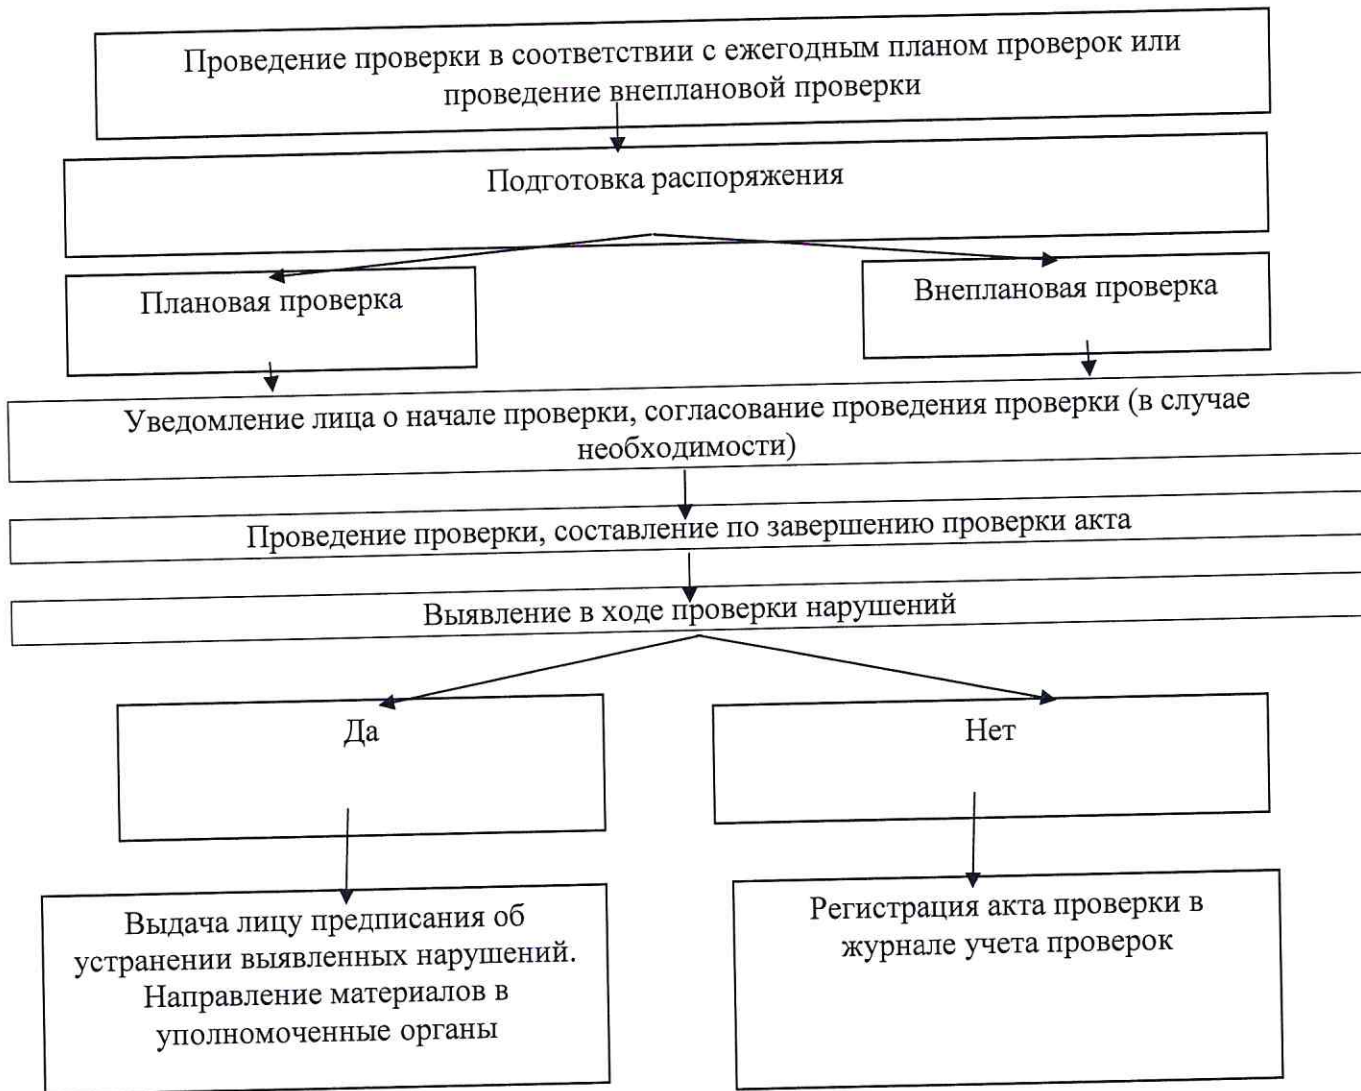 Проведение проверки в соответствии с ежегодным планом проверок или
проведение внеплановой проверки
Подготовка распоряжения
Плановая проверка
Внеплановая проверка
Уведомление лица о начале проверки, согласование проведения проверки (в случае
необходимости)
Проведение проверки, составление по завершению проверки акта
Выявление в ходе проверки нарушений
Да
Нет
Выдача лицу предписания об
устранении выявленных нарушений.
Направление материалов в
уполномоченные органы
Регистрация акта проверки в
журнале учета проверок